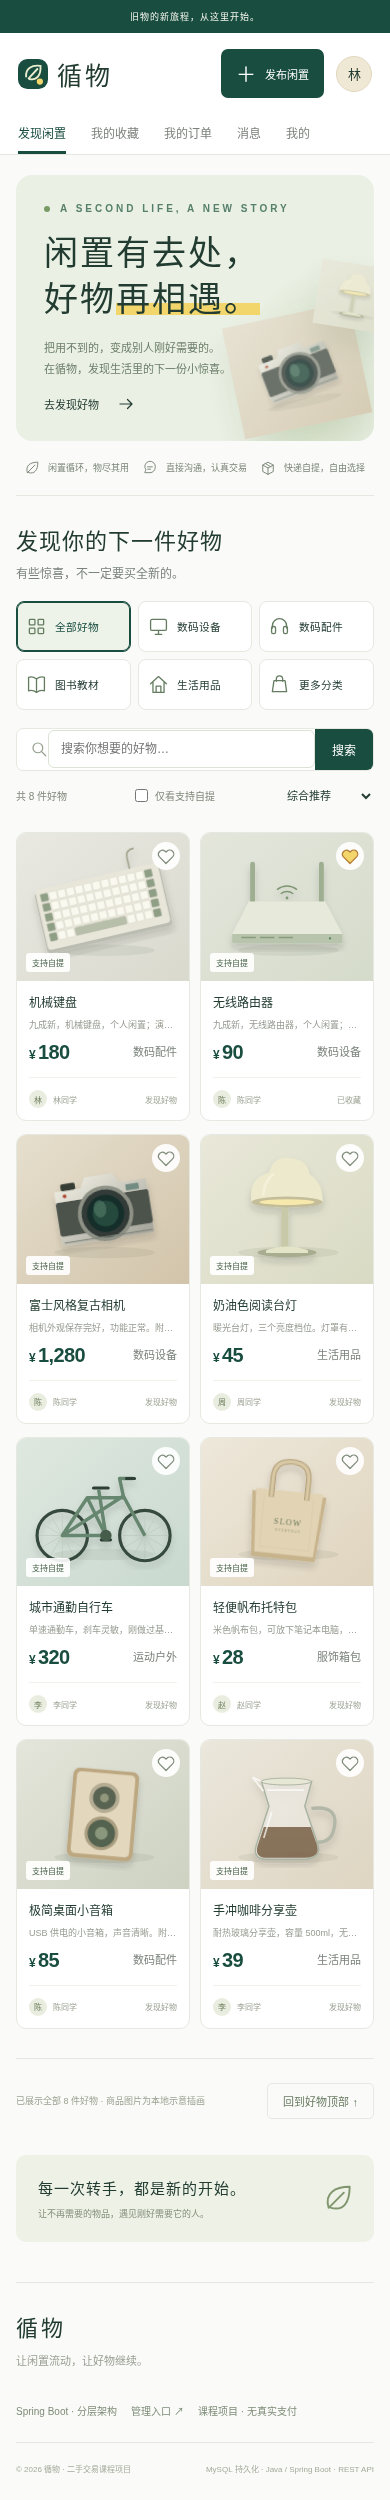 旧物的新旅程，从这里开始。
循物
发布闲置
林
发现闲置 我的收藏 我的订单 消息 我的
A SECOND LIFE, A NEW STORY
闲置有去处，
好物再相遇。
把用不到的，变成别人刚好需要的。
在循物，发现生活里的下一份小惊喜。
去发现好物
闲置循环，物尽其用 直接沟通，认真交易 快递自提，自由选择
发现你的下一件好物
有些惊喜，不一定要买全新的。
全部好物 数码设备 数码配件
图书教材 生活用品 更多分类
搜索你想要的好物… 搜索
共 8 件好物 仅看支持自提 综合推荐
支持自提 支持自提
机械键盘 无线路由器
九成新，机械键盘，个人闲置；演… 九成新，无线路由器，个人闲置；…
¥180 数码配件 ¥90 数码设备
林 林同学 发现好物 陈 陈同学 已收藏
支持自提 支持自提
富士风格复古相机 奶油色阅读台灯
相机外观保存完好，功能正常。附… 暖光台灯，三个亮度档位。灯罩有…
¥1,280 数码设备 ¥45 生活用品
陈 陈同学 发现好物 周 周同学 发现好物
SLOW
支持自提 支持自提
城市通勤自行车 轻便帆布托特包
单速通勤车，刹车灵敏，刚做过基… 米色帆布包，可放下笔记本电脑，…
¥320 运动户外 ¥28 服饰箱包
李 李同学 发现好物 赵 赵同学 发现好物
支持自提 支持自提
极简桌面小音箱 手冲咖啡分享壶
USB 供电的小音箱，声音清晰。附… 耐热玻璃分享壶，容量 500ml，无…
¥85 数码配件 ¥39 生活用品
陈 陈同学 发现好物 李 李同学 发现好物
已展示全部 8 件好物 · 商品图片为本地示意插画 回到好物顶部 ↑
每一次转手，都是新的开始。
让不再需要的物品，遇见刚好需要它的人。
循物
让闲置流动，让好物继续。
Spring Boot · 分层架构 管理入口 ↗ 课程项目 · 无真实支付
© 2026 循物 · 二手交易课程项目 MySQL 持久化 · Java / Spring Boot · REST API